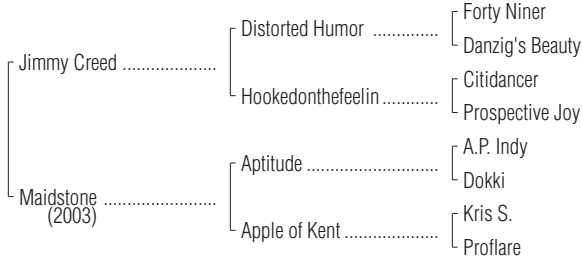 Forty Niner
Distorted Humor ..............
Danzig's Beauty
Jimmy Creed ....................
Citidancer
Hookedonthefeelin ............
Prospective Joy
A.P. Indy
Aptitude ............................
Dokki
Maidstone ........................
(2003)
Kris S.
Apple of Kent ....................
Proflare